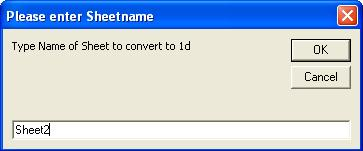 Please enter Sheetname
Type Name of Sheet to convert to 1d
OK
Cancel
Sheet2